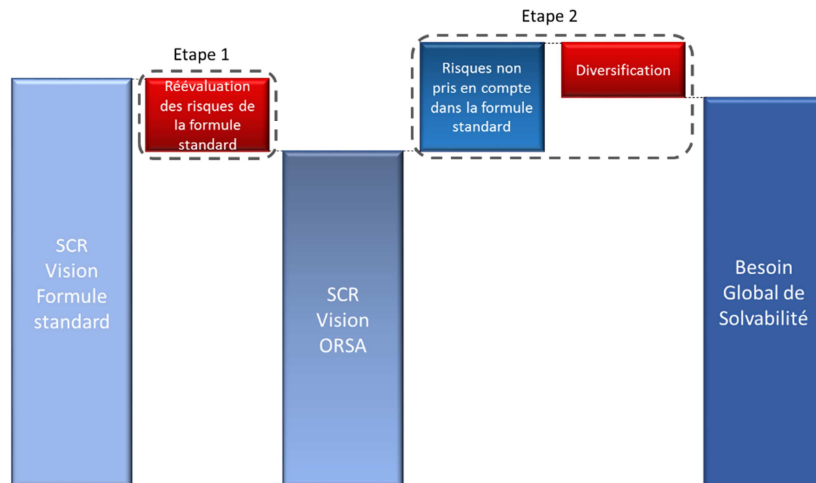 Etape 1
Etape 2
Réévaluation
des risques de
la formule
standard
Risques non
pris en compte
dans la formule
standard
Diversification
SCR
Vision
Formule
standard
SCR
Vision
ORSA
Besoin
Global de
Solvabilité